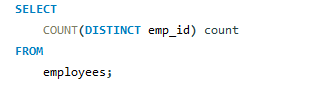 SELECT
COUNT(DISTINCT emp_id) count
FROM
employees;